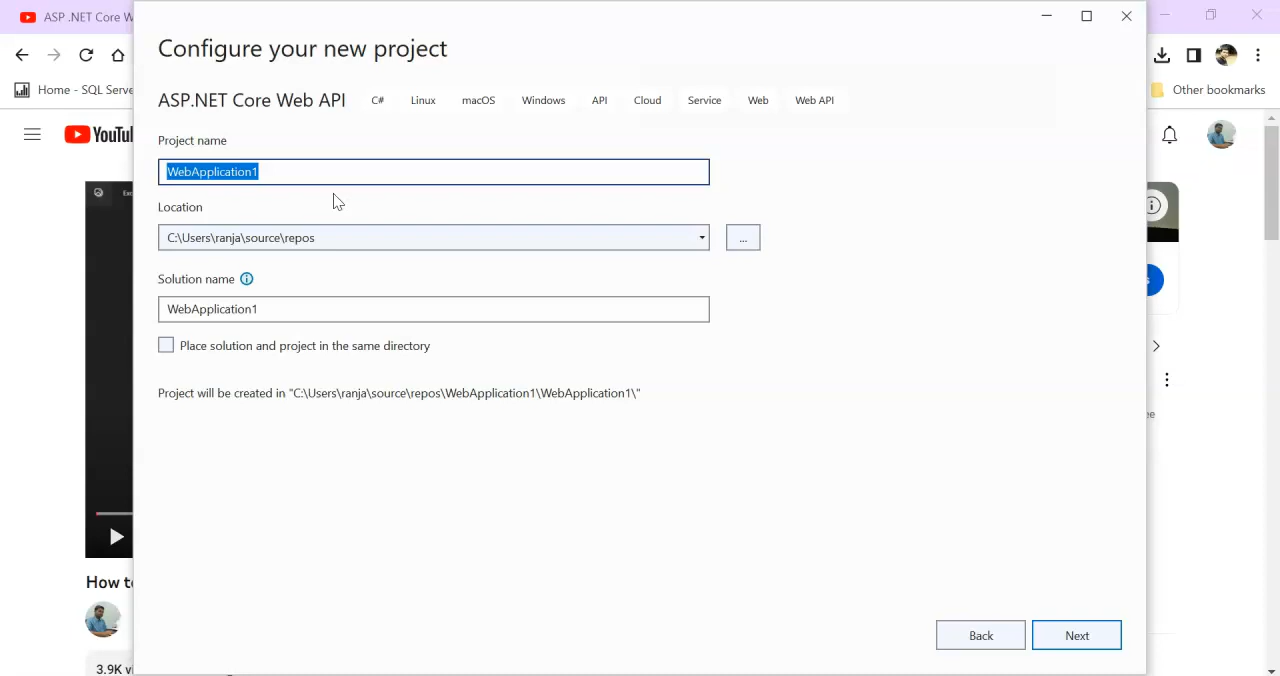 ASP .NET Core W
Home - SQL Serve
Other bookmarks
YouTu
Configure your new project
ASP.NET Core Web API C# Linux macOS Windows API Cloud Service Web Web API
Project name
WebApplication1
Location
C:\Users\ranja\source\repos
...
Solution name
WebApplication1
Place solution and project in the same directory
Project will be created in "C:\Users\ranja\source\repos\WebApplication1\WebApplication1\"
Back
Next
How to
3.9K vi